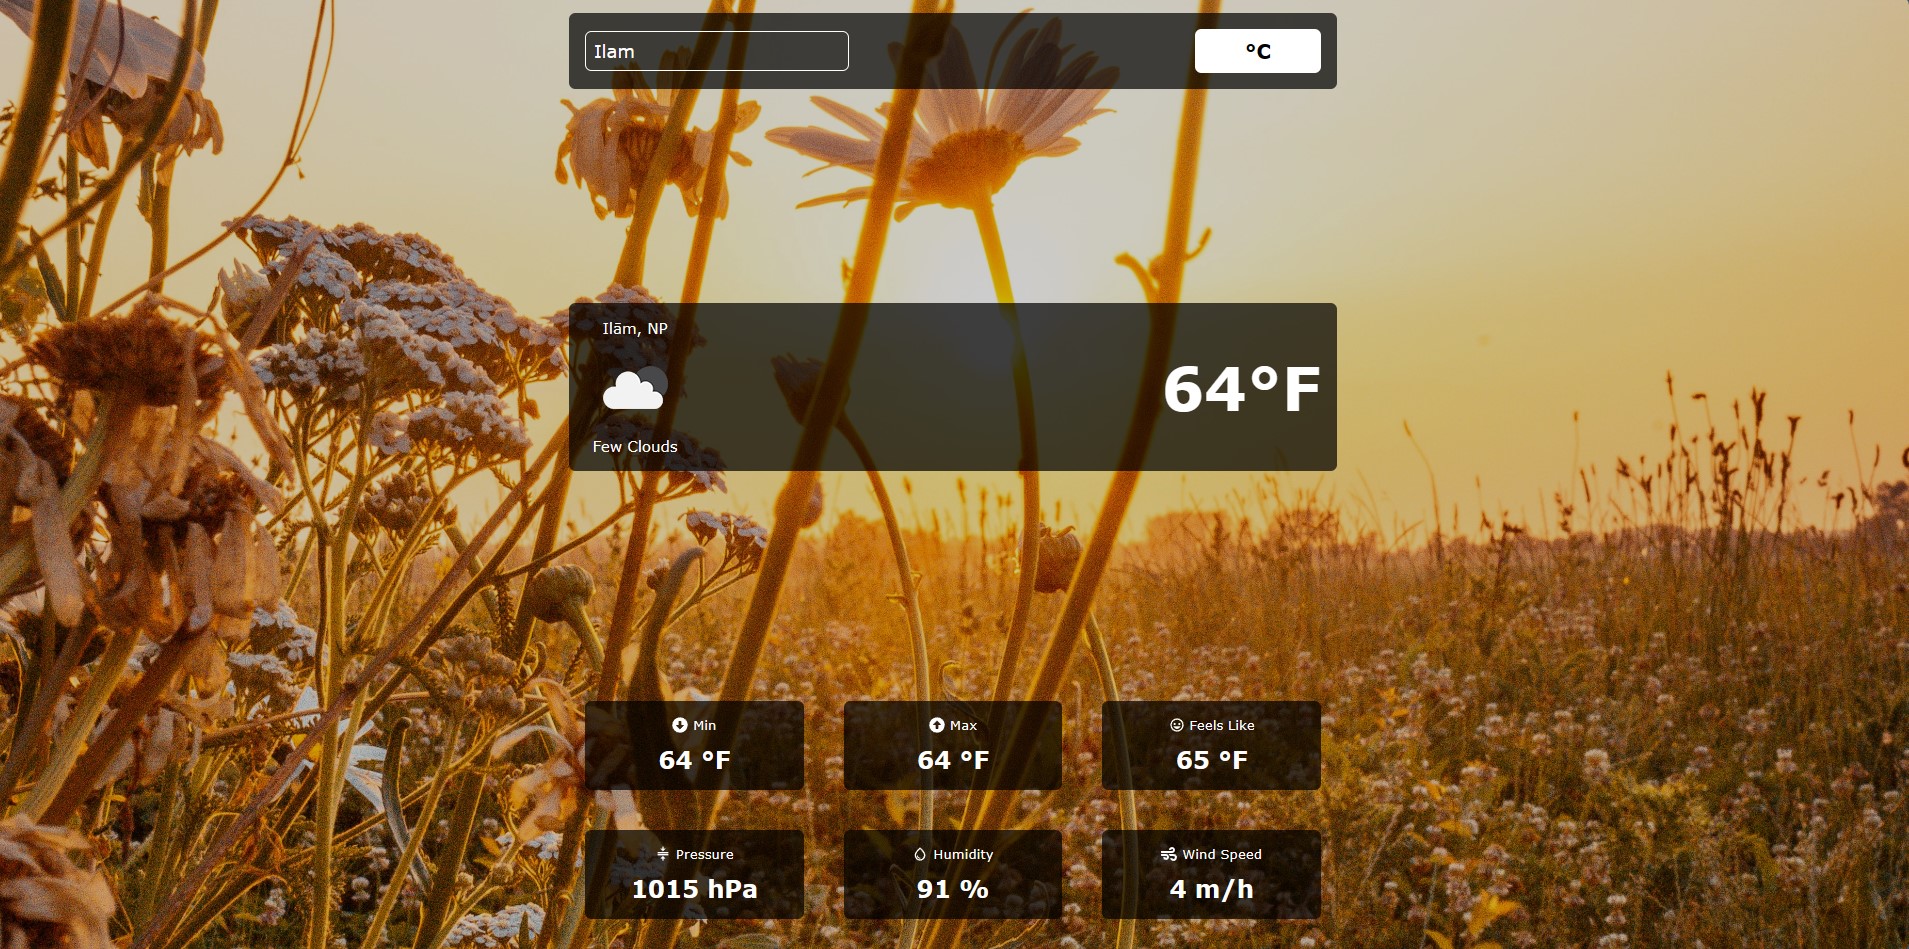 Ilam
°C
Ilām, NP
64°F
Few Clouds
Min
64 °F
Max
64 °F
Feels Like
65 °F
Pressure
1015 hPa
Humidity
91 %
Wind Speed
4 m/h